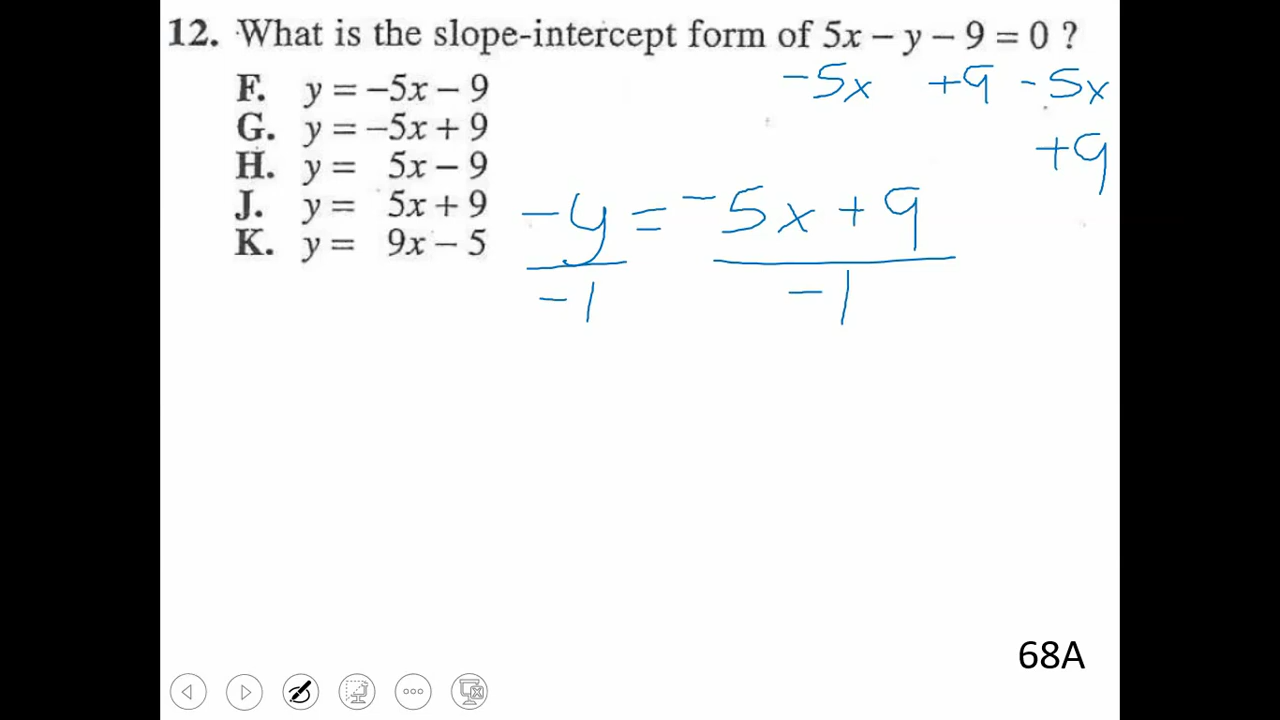 12. What is the slope-intercept form of 5x – y – 9 = 0 ?
-5x +9 -5x
+9
F. y = –5x – 9
G. y = –5x + 9
H. y = 5x – 9
J. y = 5x + 9
K. y = 9x – 5
-y = -5x + 9
-1 -1
68A